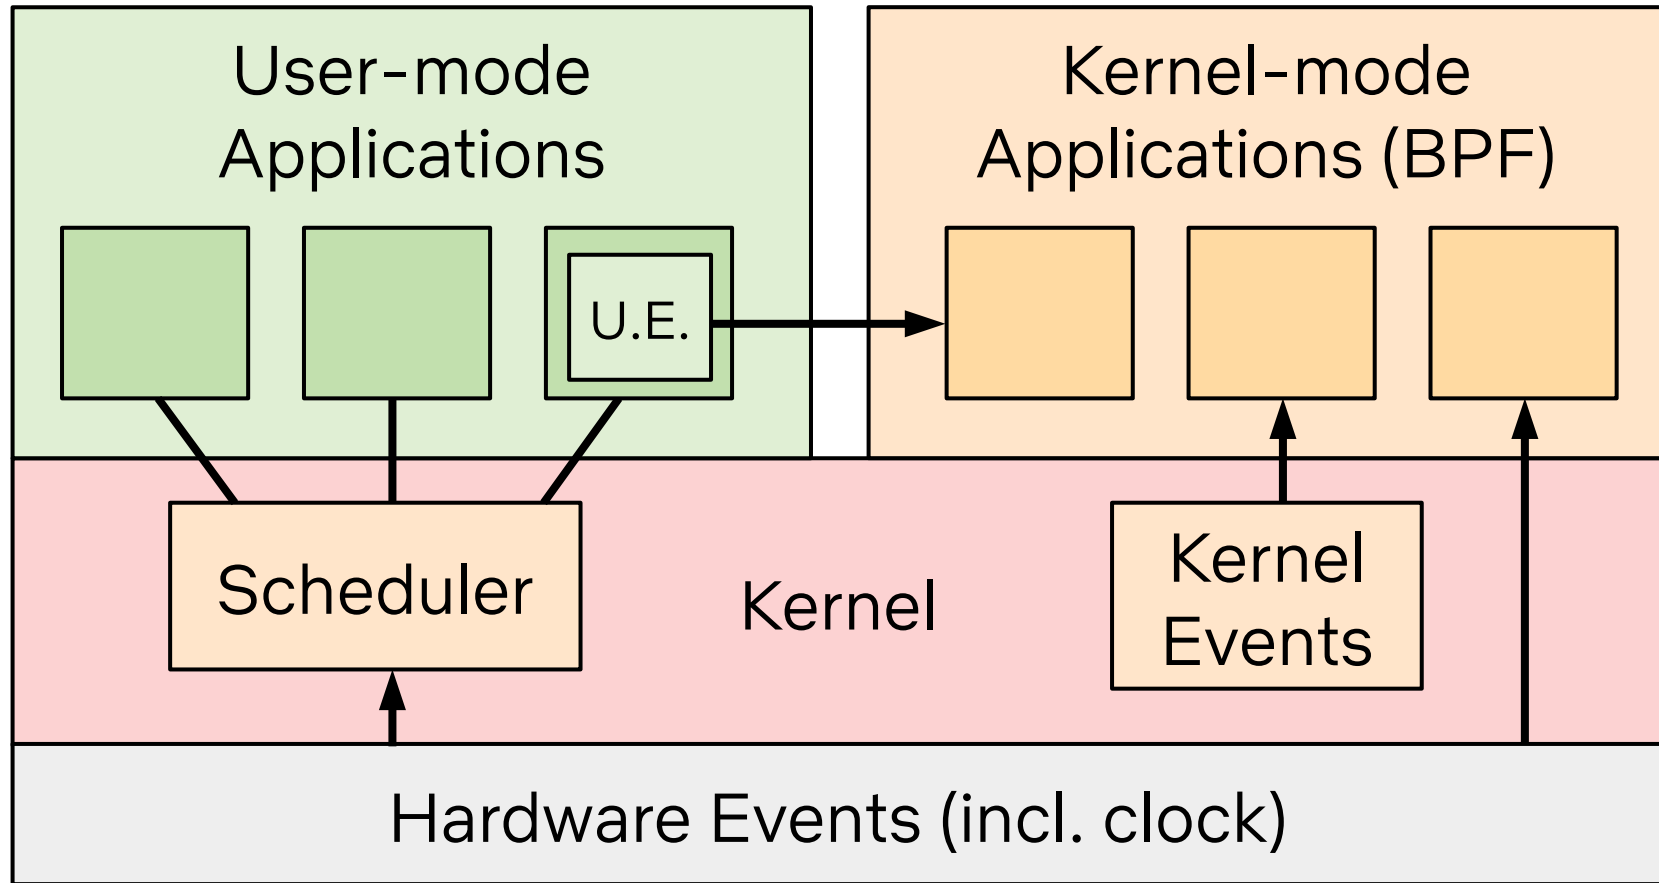 User-mode
Applications
Kernel-mode
Applications (BPF)
U.E.
Scheduler
Kernel
Kernel
Events
Hardware Events (incl. clock)